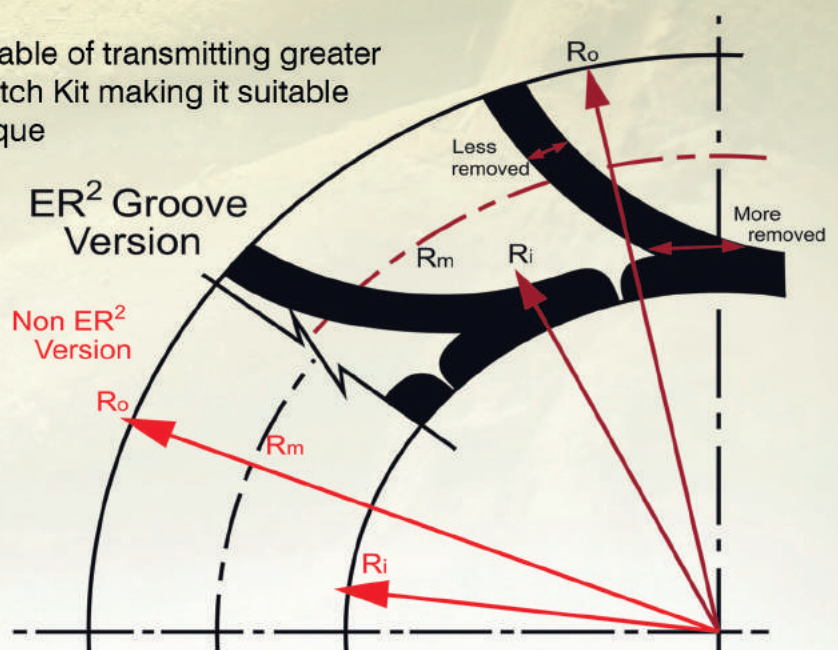 able of transmitting greater
tch Kit making it suitable
que
Ro
Less
removed
ER² Groove
Version
More
removed
Rm
Ri
Non ER²
Version
Ro
Rm
Ri